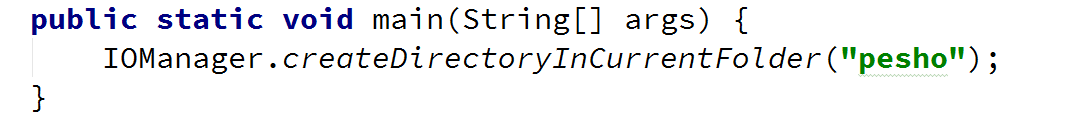 public static void main(String[] args) {
    IOManager.createDirectoryInCurrentFolder("pesho");
}